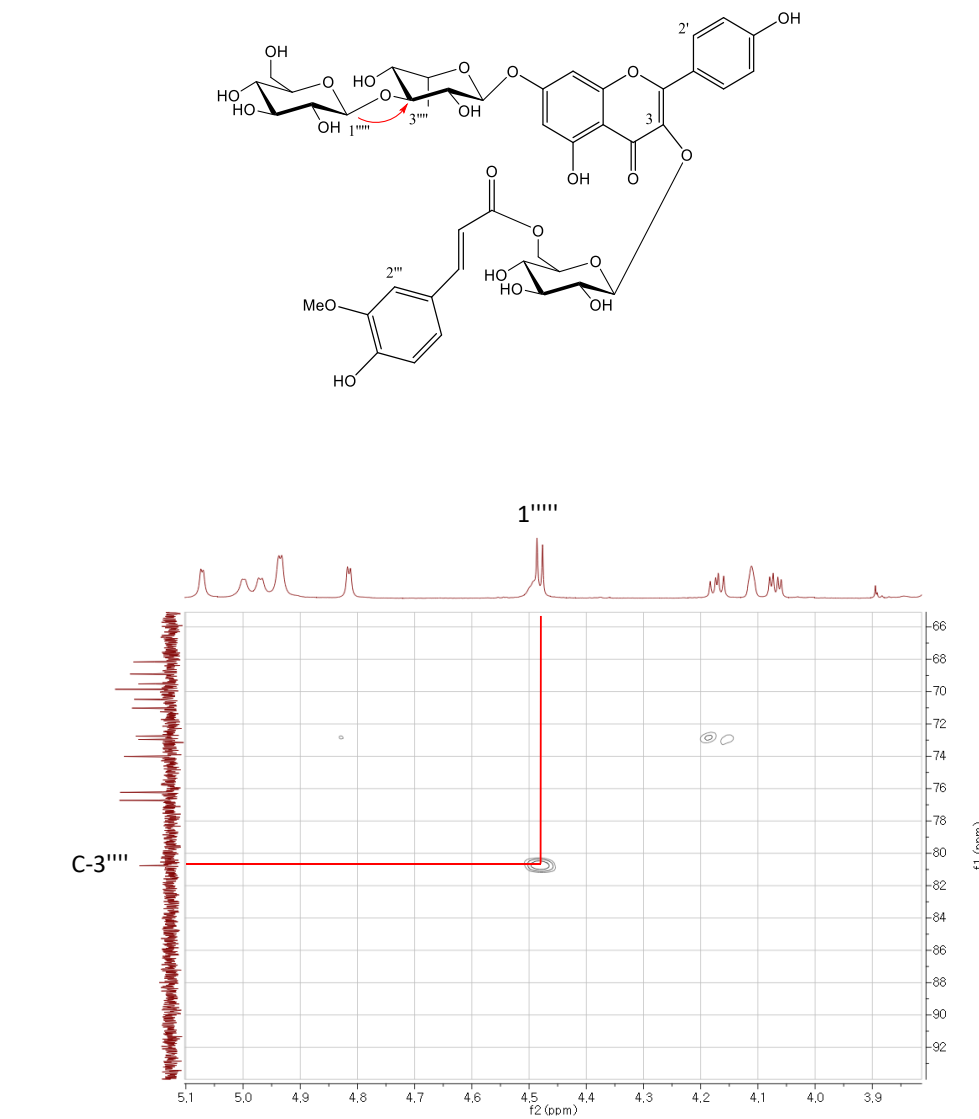 OH
2'
OH
O
HO
O
O
O
HO
O
O
HO
OH
OH
1'''''
3''''
3
O
OH
O
O
O
O
2'''
HO
HO
OH
MeO
HO
1'''''
66
68
70
72
74
76
78
80
82
84
86
88
90
92
C-3''''
f1 (ppm)
5.1 5.0 4.9 4.8 4.7 4.6 4.5 4.4 4.3 4.2 4.1 4.0 3.9
f2 (ppm)